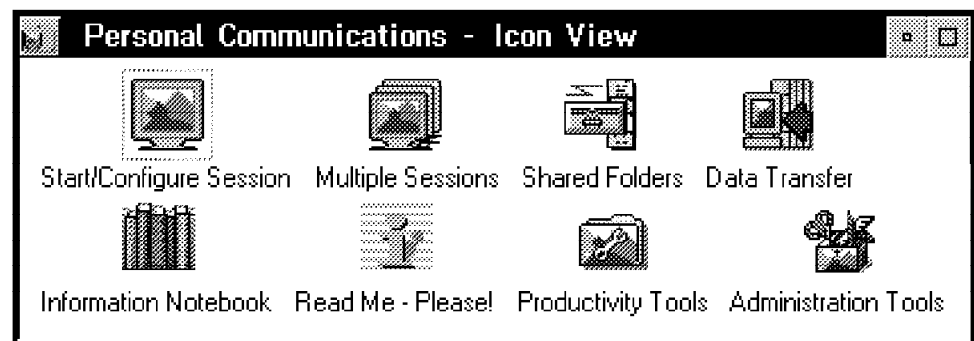 Personal Communications - Icon View
Start/Configure Session Multiple Sessions Shared Folders Data Transfer
Information Notebook Read Me - Please! Productivity Tools Administration Tools